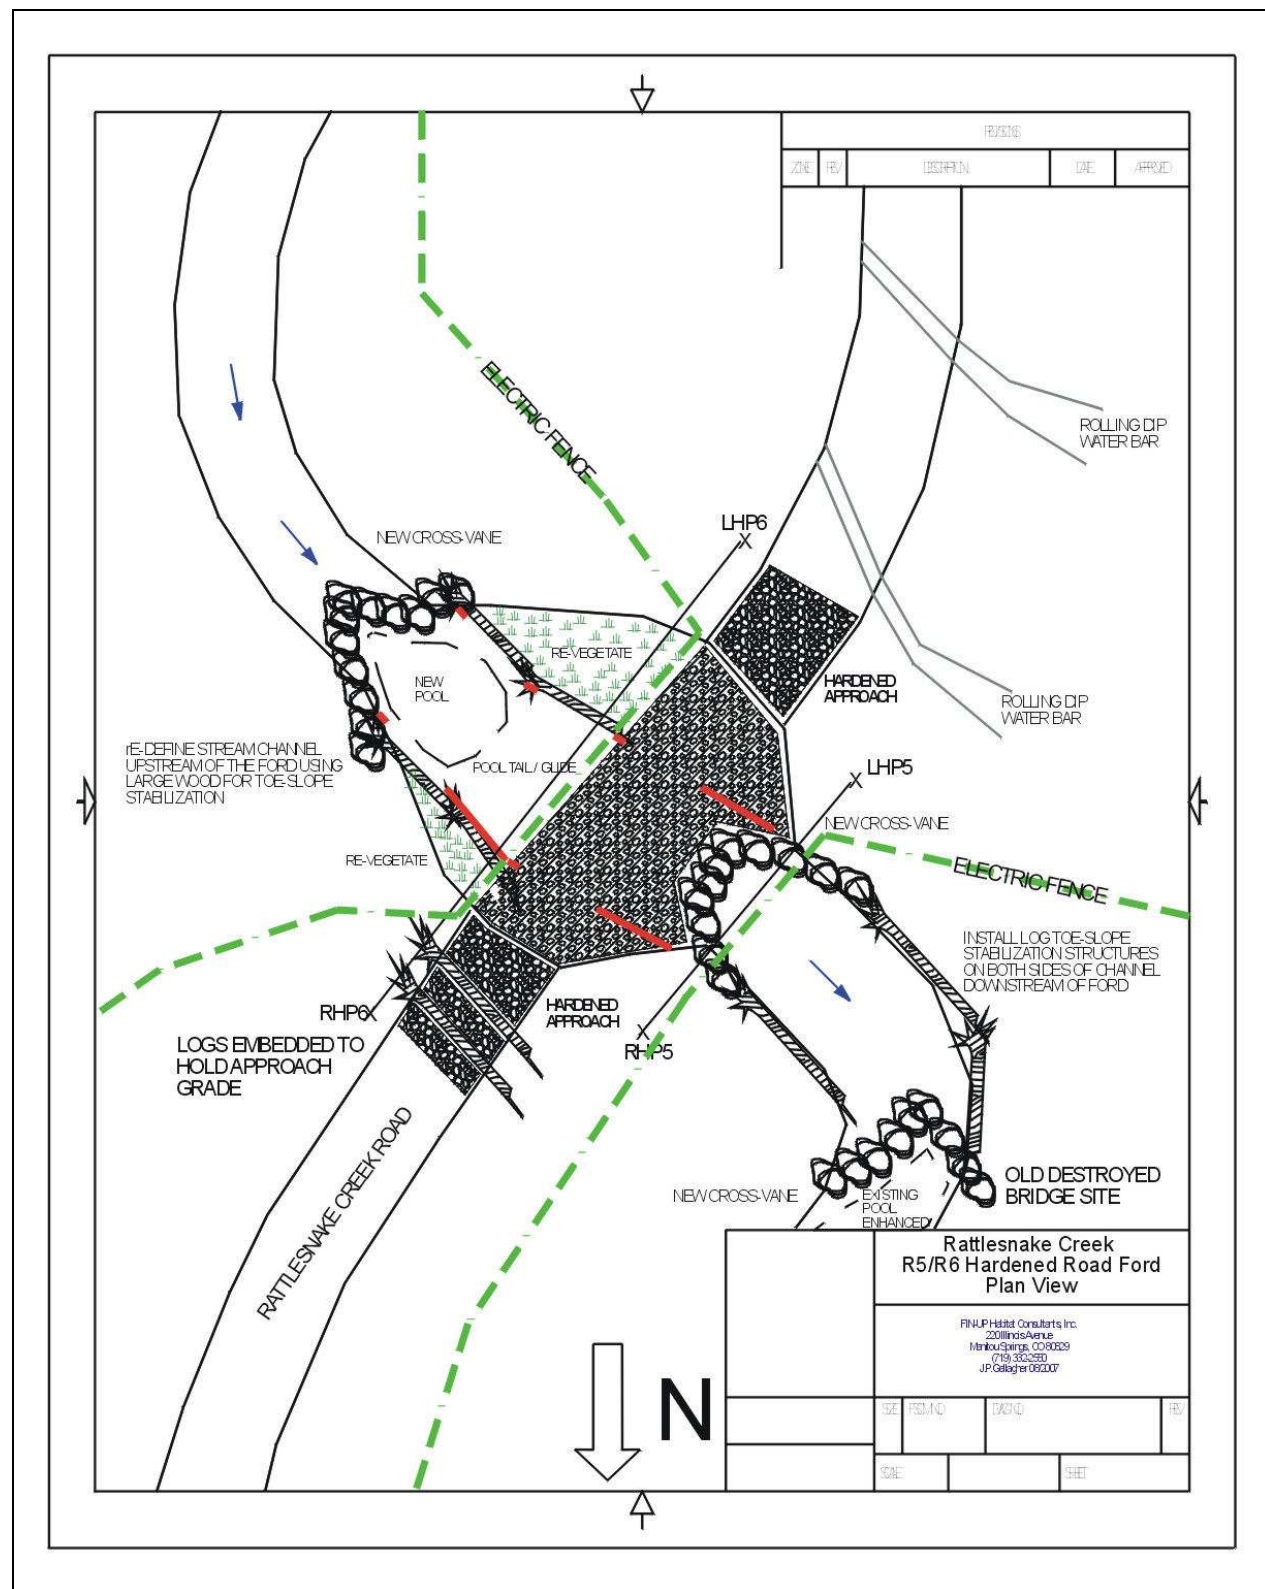 REVISIONS
ZONE
REV
DESCRIPTION
DATE
APPROVED
ELECTRIC FENCE
ROLLING DIP
WATER BAR
LHP6
NEW CROSS-VANE
RE-VEGETATE
NEW
POOL
HARDENED
APPROACH
ROLLING DIP
WATER BAR
rE-DEFINE STREAM CHANNEL
UPSTREAM OF THE FORD USING
LARGE WOOD FOR TOE-SLOPE
STABILIZATION
POOL TAIL / GLIDE
LHP5
NEW CROSS-VANE
RE-VEGETATE
ELECTRIC FENCE
INSTALL LOG TOE-SLOPE
STABILIZATION STRUCTURES
ON BOTH SIDES OF CHANNEL
DOWNSTREAM OF FORD
RHP6
HARDENED
APPROACH
RHP5
LOGS EMBEDDED TO
HOLD APPROACH
GRADE
RATTLESNAKE CREEK ROAD
OLD DESTROYED
BRIDGE SITE
NEW CROSS-VANE
EXISTING
POOL
ENHANCED
Rattlesnake Creek
R5/R6 Hardened Road Ford
Plan View
FIN-UP Habitat Consultants, Inc.
220 Illinois Avenue
Manitou Springs, CO 80829
(719)
J.P. Gallagher 08/2007
N
SIZE
FSCM NO
DWG NO
REV
SCALE
SHEET